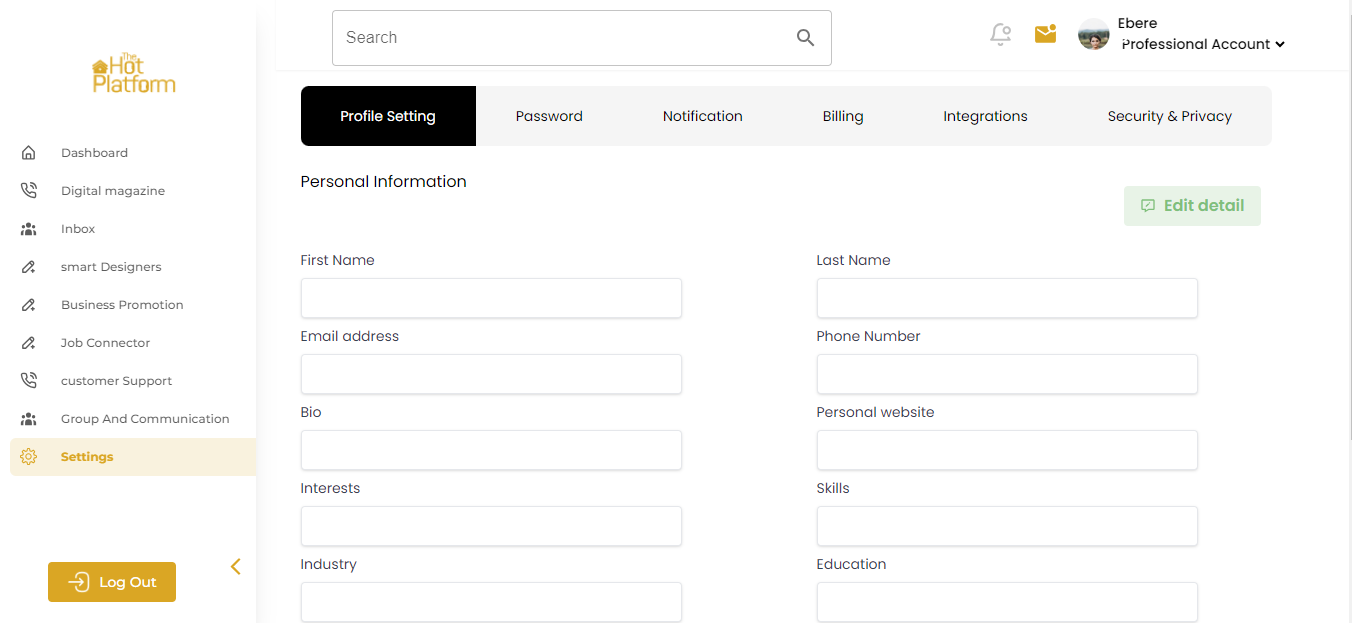 The
Hot
Platform
Dashboard
Digital magazine
Inbox
smart Designers
Business Promotion
Job Connector
customer Support
Group And Communication
Settings
Log Out
Search
Ebere
Professional Account
Profile Setting Password Notification Billing Integrations Security & Privacy
Personal Information
Edit detail
First Name Last Name
Email address Phone Number
Bio Personal website
Interests Skills
Industry Education